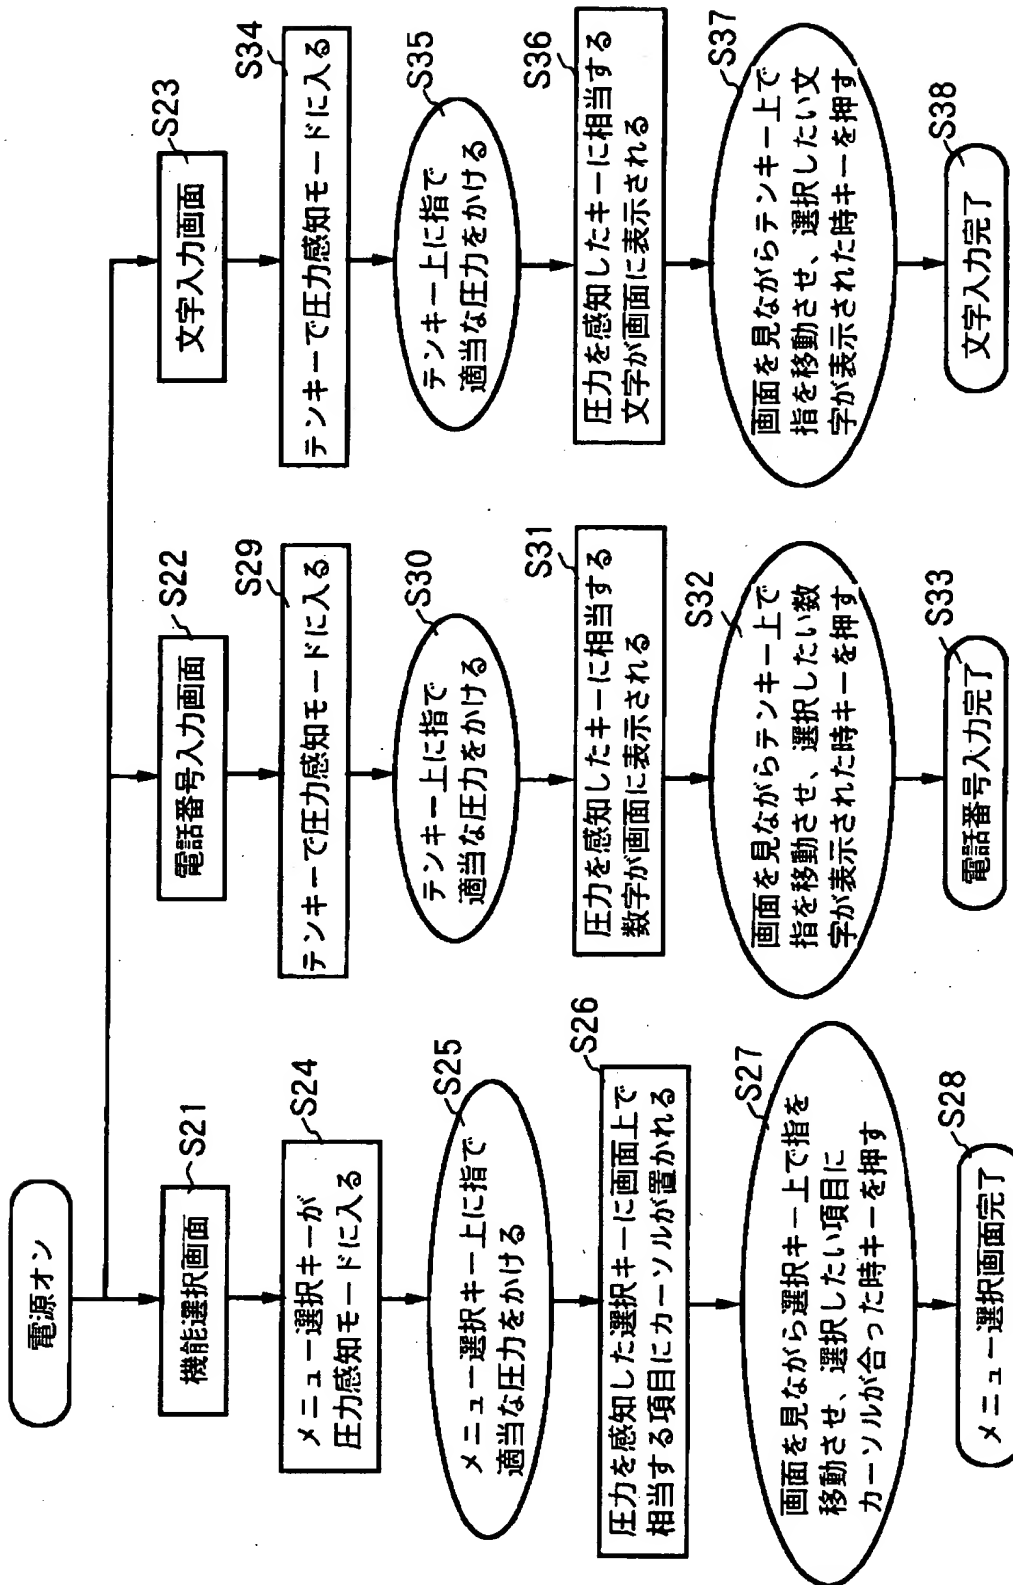 電源オン
機能選択画面
S21
メニュー選択キーが
圧力感知モードに入る
S24
メニュー選択キー上に指で
適当な圧力をかける
S25
圧力を感知した選択キーに画面上で
相当する項目にカーソルが置かれる
S26
画面を見ながら選択キー上で指を
移動させ、選択したい項目に
カーソルが合った時キーを押す
S27
メニュー選択画面完了
S28
電話番号入力画面
S22
テンキーで圧力感知モードに入る
S29
テンキー上に指で
適当な圧力をかける
S30
圧力を感知したキーに相当する
数字が画面に表示される
S31
画面を見ながらテンキー上で
指を移動させ、選択したい数
字が表示された時キーを押す
S32
電話番号入力完了
S33
文字入力画面
S23
テンキーで圧力感知モードに入る
S34
テンキー上に指で
適当な圧力をかける
S35
圧力を感知したキーに相当する
文字が画面に表示される
S36
画面を見ながらテンキー上で
指を移動させ、選択したい文
字が表示された時キーを押す
S37
文字入力完了
S38